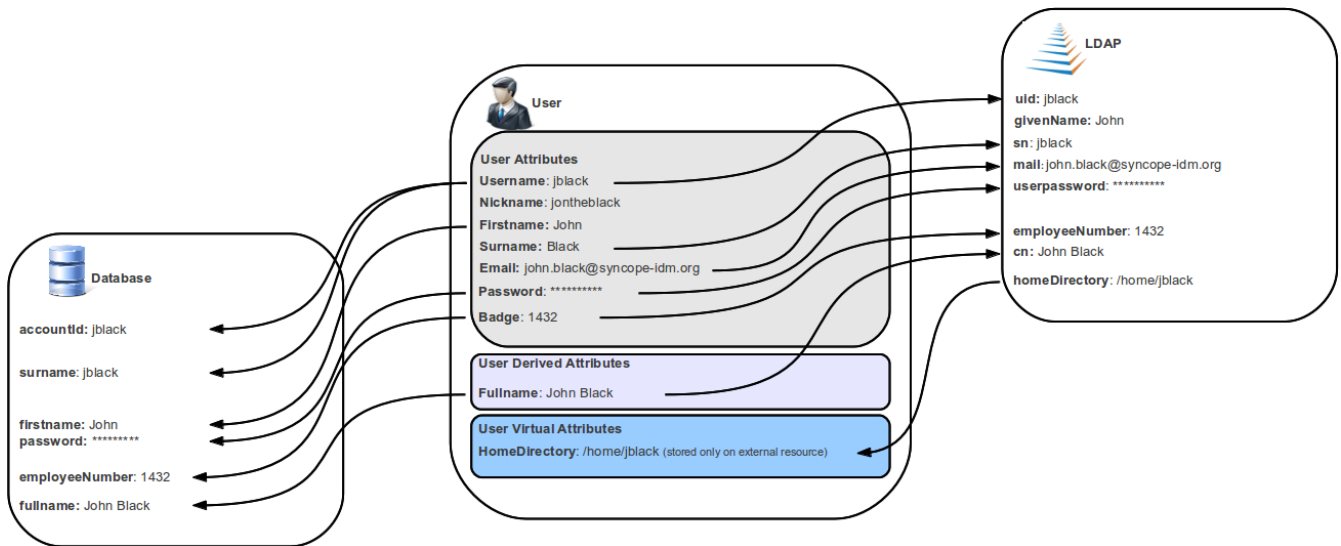 Database
accountId: jblack
surname: jblack
firstname: John
password: *********
employeeNumber: 1432
fullname: John Black
User
User Attributes
Username: jblack
Nickname: jontheblack
Firstname: John
Surname: Black
Email: john.black@syncope-idm.org
Password: **********
Badge: 1432
User Derived Attributes
Fullname: John Black
User Virtual Attributes
HomeDirectory: /home/jblack (stored only on external resource)
LDAP
uid: jblack
givenName: John
sn: jblack
mail:john.black@syncope-idm.org
userpassword: **********
employeeNumber: 1432
cn: John Black
homeDirectory: /home/jblack